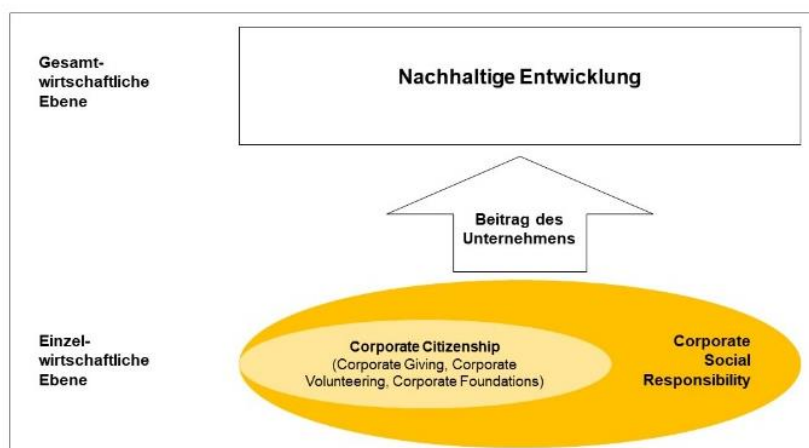 Gesamt-
wirtschaftliche
Ebene
Nachhaltige Entwicklung
Beitrag des
Unternehmens
Einzel-
wirtschaftliche
Ebene
Corporate Citizenship
(Corporate Giving, Corporate
Volunteering, Corporate Foundations)
Corporate
Social
Responsibility